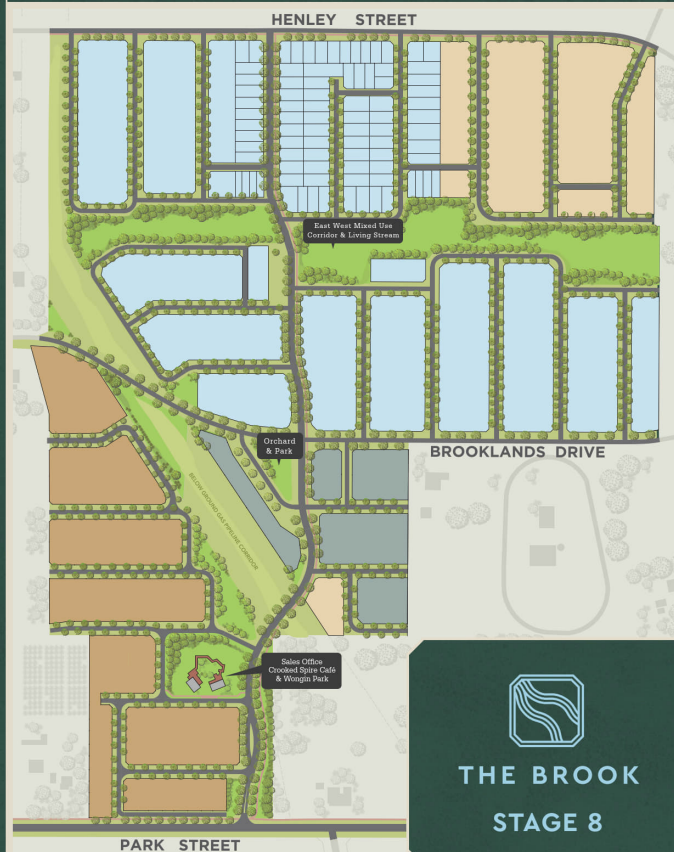 HENLEY STREET
East West Mixed Use
Corridor & Living Stream
Orchard
& Park
BROOKLANDS DRIVE
BELOW GROUND GAS PIPELINE CORRIDOR
Sales Office
Crooked Spire Café
& Wongin Park
THE BROOK
STAGE 8
PARK STREET